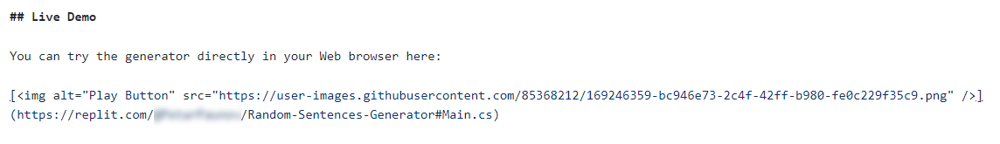 ## Live Demo
You can try the generator directly in your Web browser here:
[<img alt="Play Button" src="https://user-images.githubusercontent.com/85368212/169246359-bc946e73-2c4f-42ff-b980-fe0c229f35c9.png" />]
(https://replit.com/ /Random-Sentences-Generator#Main.cs)